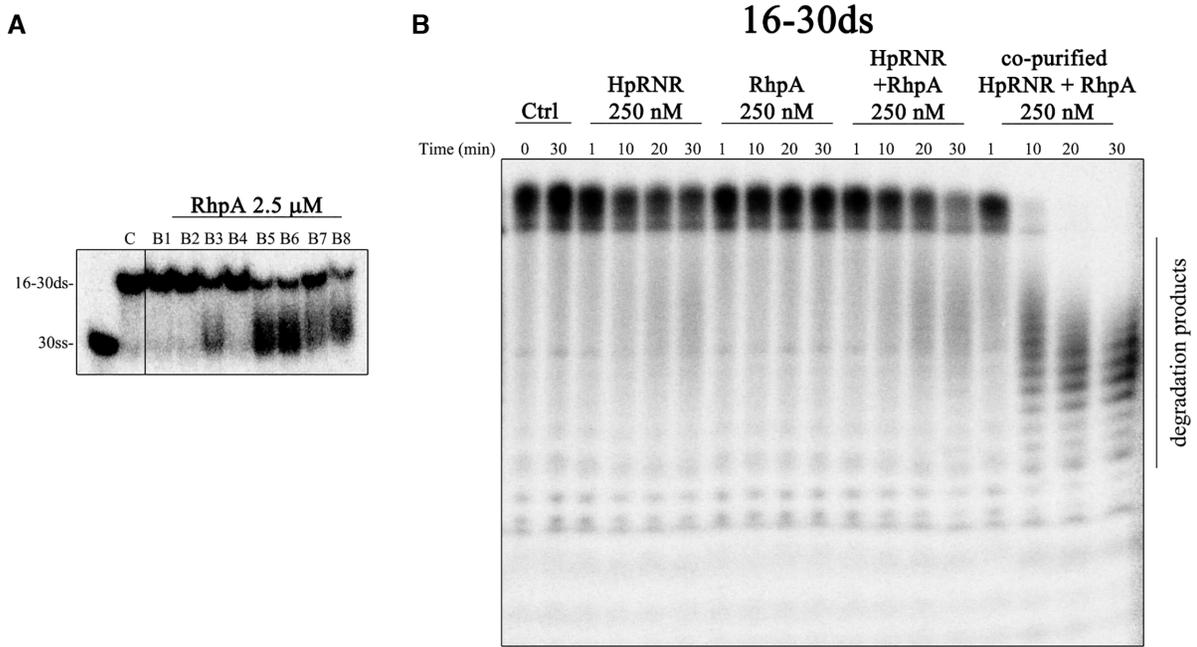 A
RhpA 2.5 µM
C B1 B2 B3 B4 B5 B6 B7 B8
16-30ds-
30ss-
B
16-30ds
Ctrl
HpRNR
250 nM
RhpA
250 nM
HpRNR
+RhpA
250 nM
co-purified
HpRNR + RhpA
250 nM
Time (min) 0 30 1 10 20 30 1 10 20 30 1 10 20 30 1 10 20 30
degradation products